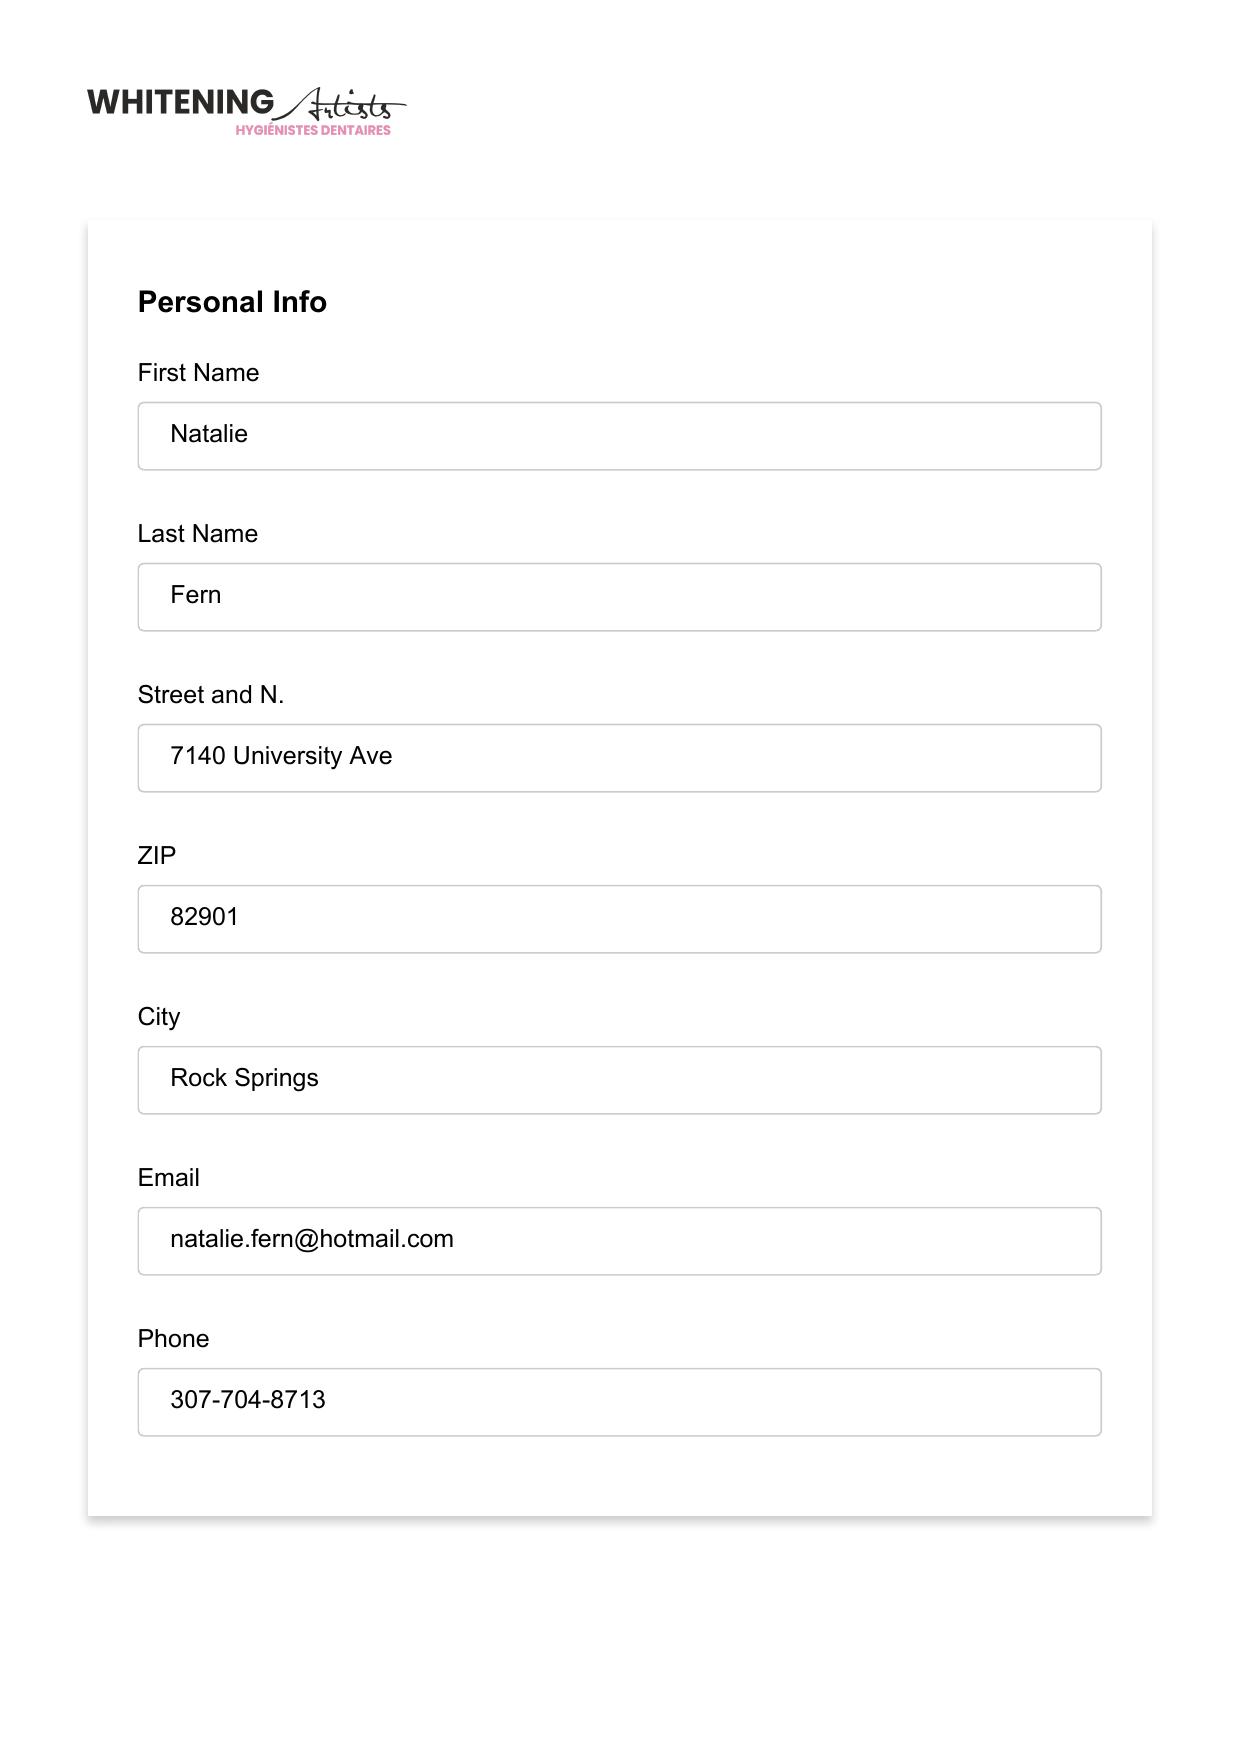 WHITENING Artists
HYGIÉNISTES DENTAIRES
Personal Info
First Name
Natalie
Last Name
Fern
Street and N.
7140 University Ave
ZIP
82901
City
Rock Springs
Email
natalie.fern@hotmail.com
Phone
307-704-8713